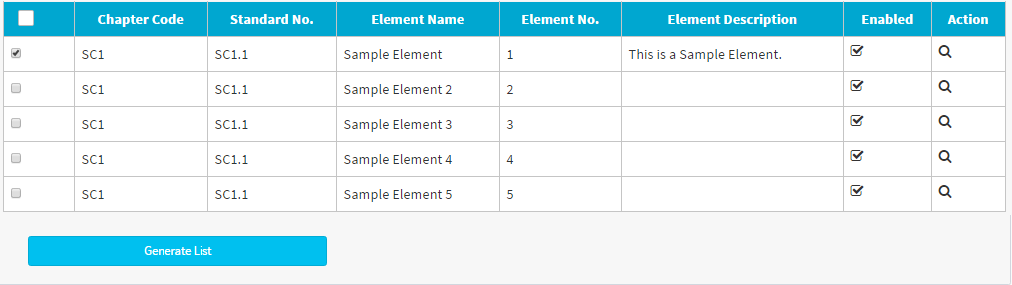 Chapter Code Standard No. Element Name Element No. Element Description Enabled Action
SC1 SC1.1 Sample Element 1 This is a Sample Element.
SC1 SC1.1 Sample Element 2 2
SC1 SC1.1 Sample Element 3 3
SC1 SC1.1 Sample Element 4 4
SC1 SC1.1 Sample Element 5 5
Generate List